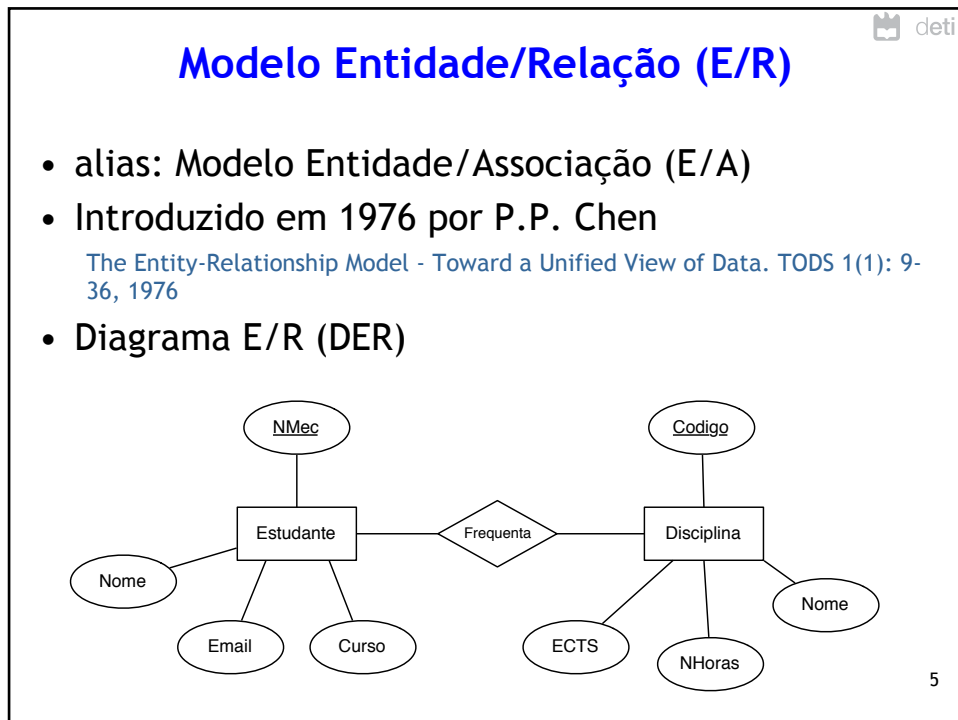 deti
Modelo Entidade/Relação (E/R)
• alias: Modelo Entidade/Associação (E/A)
• Introduzido em 1976 por P.P. Chen
The Entity-Relationship Model - Toward a Unified View of Data. TODS 1(1): 9-
36, 1976
• Diagrama E/R (DER)
NMec
Codigo
Estudante
Frequenta
Disciplina
Nome
Nome
Email
Curso
ECTS
NHoras
5